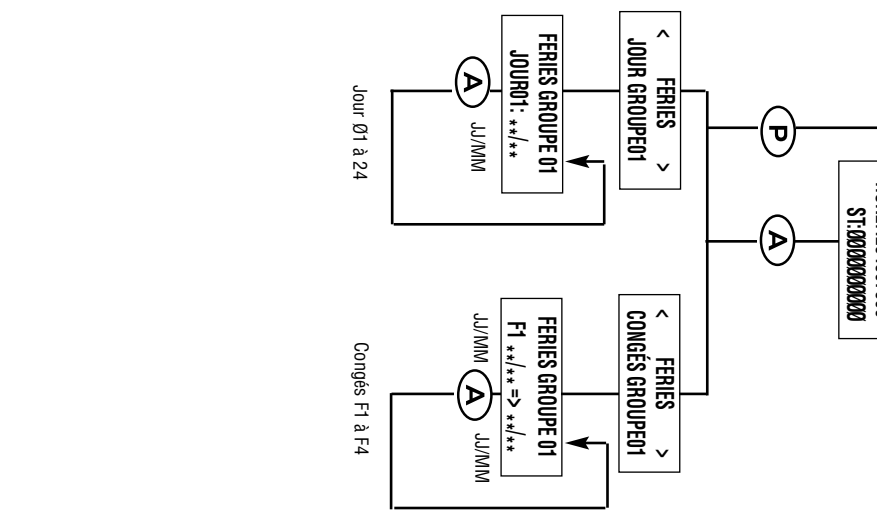 ST:ØØØØØØØØØØ
P
A
< FERIES >
JOUR GROUPE01
< FERIES >
CONGÉS GROUPE01
FERIES GROUPE 01
JOUR01: **/**
A
JJ/MM
FERIES GROUPE 01
F1 **/** => **/**
JJ/MM
A
JJ/MM
Jour Ø1 à 24
Congés F1 à F4